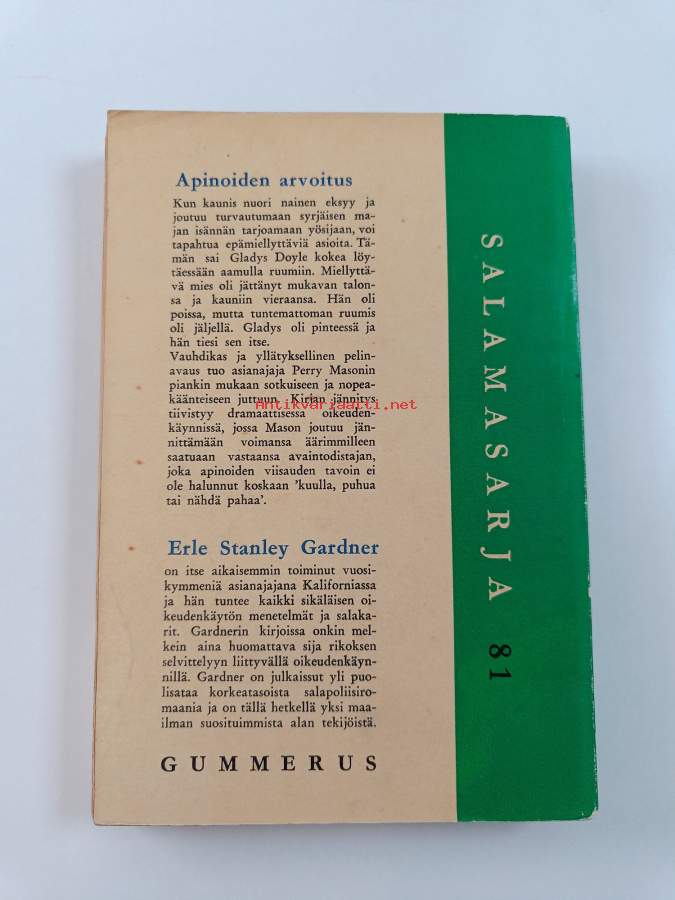 Apinoiden arvoitus
Kun kaunis nuori nainen eksyy ja
joutuu turvautumaan syrjäisen ma-
jan isännän tarjoamaan yösijaan, voi
tapahtua epämiellyttäviä asioita. Tä-
män sai Gladys Doyle kokea löy-
täessään aamulla ruumiin. Miellyttä-
vä mies oli jättänyt mukavan talon-
sa ja kauniin vieraansa. Hän oli
poissa, mutta tuntemattoman ruumis
oli jäljellä. Gladys oli pinteessä ja
hän tiesi sen itse.
Vauhdikas ja yllätyksellinen pelin-
avaus tuo asianajaja Perry Masonin
piankin mukaan sotkuiseen ja nopea-
käänteiseen juttuun. Kirjan jännitys
tiivistyy dramaattisessa oikeuden-
käynnissä, jossa Mason joutuu jän-
nittämään voimansa äärimmilleen
saatuaan vastaansa avaintodistajan,
joka apinoiden viisauden tavoin ei
ole halunnut koskaan 'kuulla, puhua
tai nähdä pahaa'.
Erle Stanley Gardner
on itse aikaisemmin toiminut vuosi-
kymmeniä asianajajana Kaliforniassa
ja hän tuntee kaikki sikäläisen oi-
keudenkäytön menetelmät ja salaka-
rit. Gardnerin kirjoissa onkin mel-
kein aina huomattava sija rikoksen
selvittelyyn liittyvällä oikeudenkäyn-
nillä. Gardner on julkaissut yli puo-
lisataa korkeatasoista salapoliisiro-
maania ja on tällä hetkellä yksi maa-
ilman suosituimmista alan tekijöistä.
GUMMERUS
SALAMASARJA 81
antikvariaatti.net